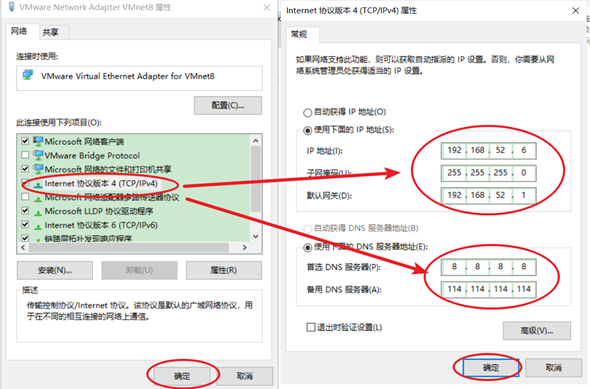 VMware Network Adapter VMnet8 属性
网络
共享
连接时使用:
VMware Virtual Ethernet Adapter for VMnet8
配置(C)...
此连接使用下列项目(O):
Microsoft 网络客户端
VMware Bridge Protocol
Microsoft 网络的文件和打印机共享
Internet 协议版本 4 (TCP/IPv4)
Microsoft 网络适配器多路传送器协议
Microsoft LLDP 协议驱动程序
Internet 协议版本 6 (TCP/IPv6)
链路层拓扑发现响应程序
安装(N)...
卸载(U)
属性(R)
描述
传输控制协议/Internet 协议。该协议是默认的广域网络协议，用
于在不同的相互连接的网络上通信。
确定
取消
Internet 协议版本 4 (TCP/IPv4) 属性
常规
如果网络支持此功能，则可以获取自动指派的 IP 设置。否则，你需要从网
络系统管理员处获得适当的 IP 设置。
自动获得 IP 地址(O)
使用下面的 IP 地址(S):
IP 地址(I):
192 . 168 . 52 . 6
子网掩码(U):
255 . 255 . 255 . 0
默认网关(D):
192 . 168 . 52 . 1
自动获得 DNS 服务器地址(B)
使用下面的 DNS 服务器地址(E):
首选 DNS 服务器(P):
8 . 8 . 8 . 8
备用 DNS 服务器(A):
114 . 114 . 114 . 114
退出时验证设置(L)
高级(V)...
确定
取消